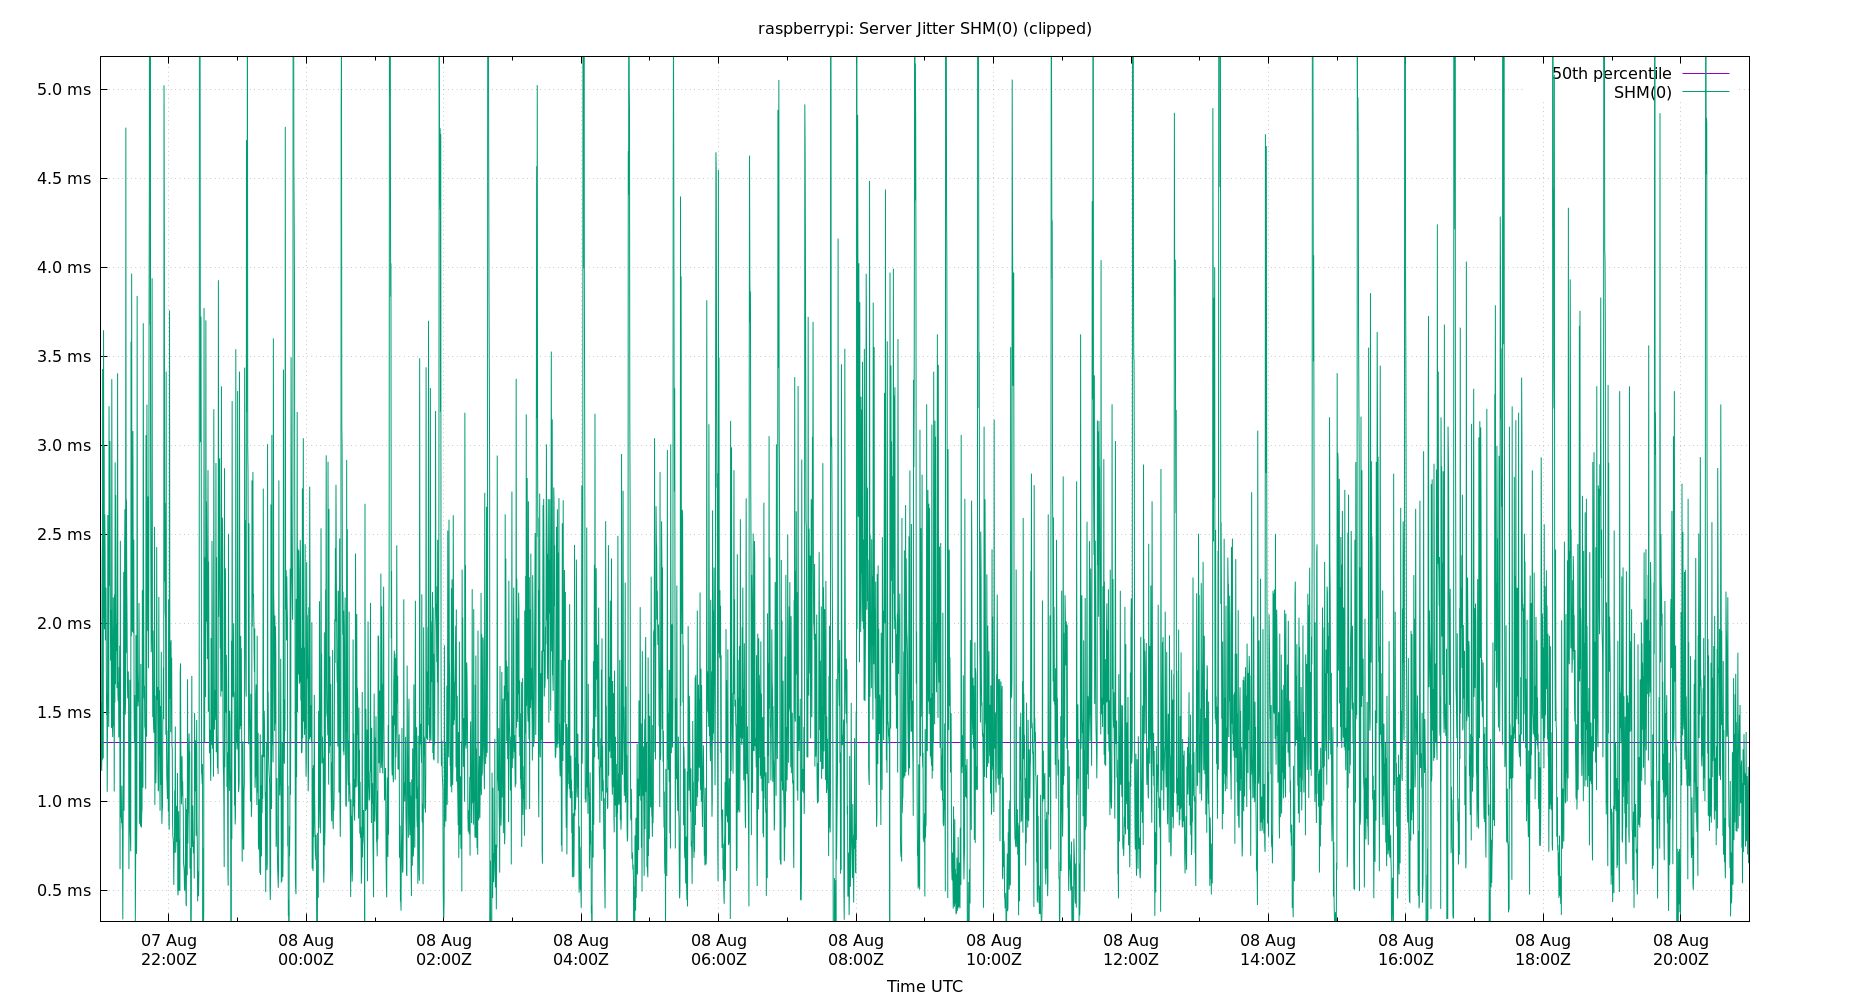 raspberrypi: Server Jitter SHM(0) (clipped)
50th percentile
SHM(0)
5.0 ms
4.5 ms
4.0 ms
3.5 ms
3.0 ms
2.5 ms
2.0 ms
1.5 ms
1.0 ms
0.5 ms
07 Aug 08 Aug 08 Aug 08 Aug 08 Aug 08 Aug 08 Aug 08 Aug 08 Aug 08 Aug 08 Aug 08 Aug
22:00Z 00:00Z 02:00Z 04:00Z 06:00Z 08:00Z 10:00Z 12:00Z 14:00Z 16:00Z 18:00Z 20:00Z
Time UTC